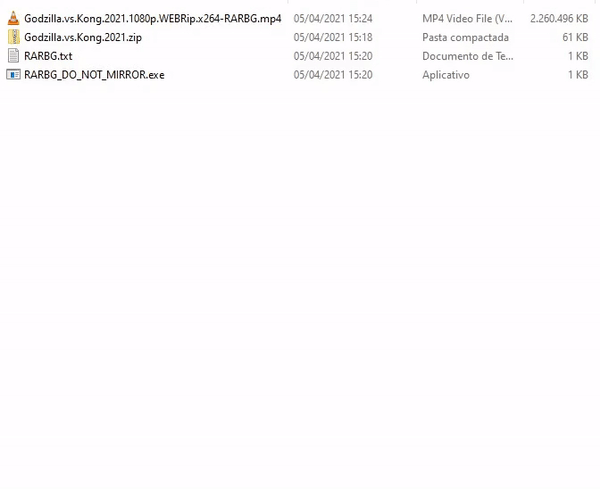 Godzilla.vs.Kong.2021.1080p.WEBRip.x264-RARBG.mp4 05/04/2021 15:24 MP4 Video File (V... 2.260.496 KB
Godzilla.vs.Kong.2021.zip 05/04/2021 15:18 Pasta compactada 61 KB
RARBG.txt 05/04/2021 15:20 Documento de Te... 1 KB
RARBG_DO_NOT_MIRROR.exe 05/04/2021 15:20 Aplicativo 1 KB